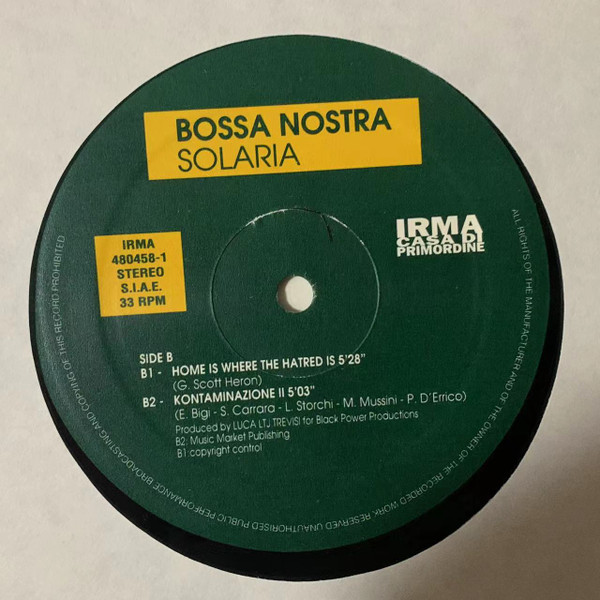 BOSSA NOSTRA
SOLARIA
IRMA
CASA DI
PRIMORDINE
IRMA
480458-1
STEREO
S.I.A.E.
33 RPM
SIDE B
B1 - HOME IS WHERE THE HATRED IS 5'28"
(G. Scott Heron)
B2 - KONTAMINAZIONE II 5'03"
(E. Bigi - S. Carrara - L. Storchi - M. Mussini - P. D'Errico)
Produced by LUCA LTJ TREVISI for Black Power Productions
B2: Music Market Publishing
B1: copyright control
ALL RIGHTS OF THE MANUFACTURER AND OF THE OWNER OF THE RECORDED WORK RESERVED UNAUTHORISED PUBLIC PERFORMANCE BROADCASTING AND COPYING OF THIS RECORD PROHIBITED